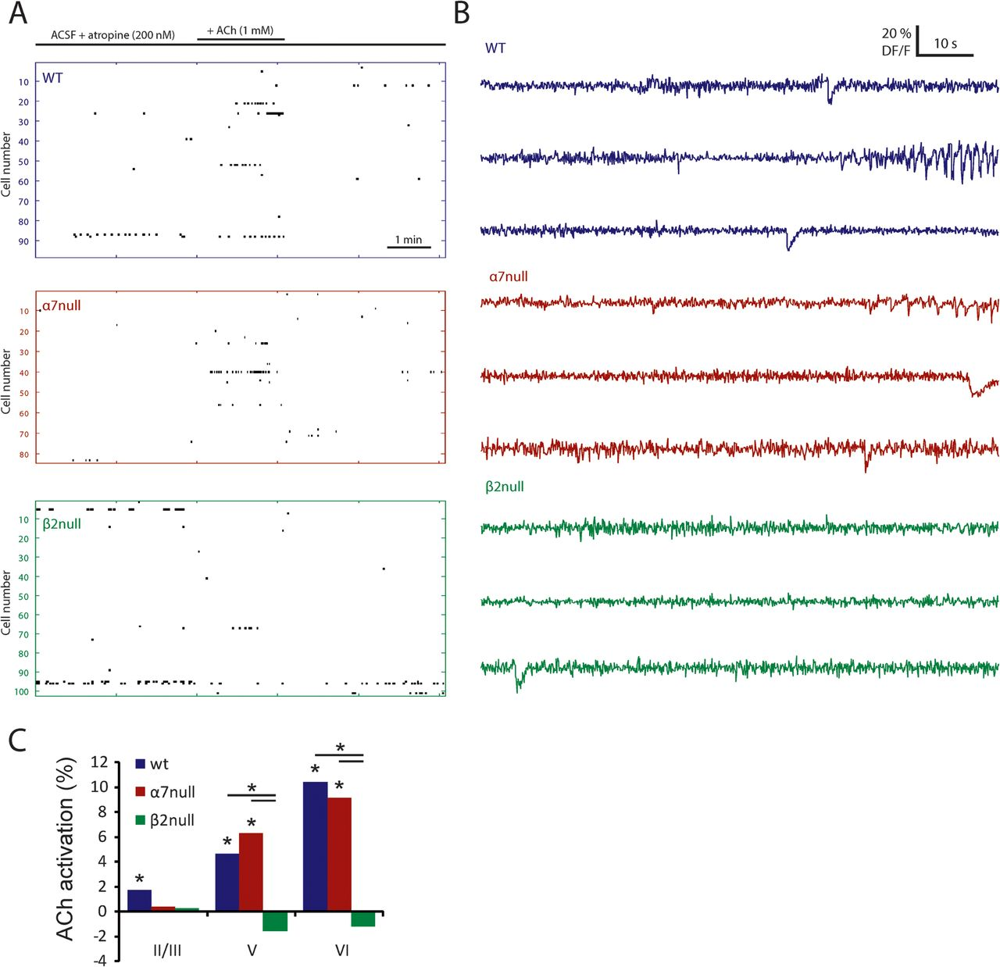 A
ACSF + atropine (200 nM)
+ ACh (1 mM)
WT
10
20
30
40
50
60
70
80
90
Cell number
1 min
α7null
10
20
30
40
50
60
70
80
Cell number
β2null
10
20
30
40
50
60
70
80
90
100
Cell number
B
20 %
DF/F
10 s
WT
α7null
β2null
C
ACh activation (%)
12
10
8
6
4
2
0
-2
-4
wt
α7null
β2null
*
*
*
*
*
*
*
II/III
V
VI